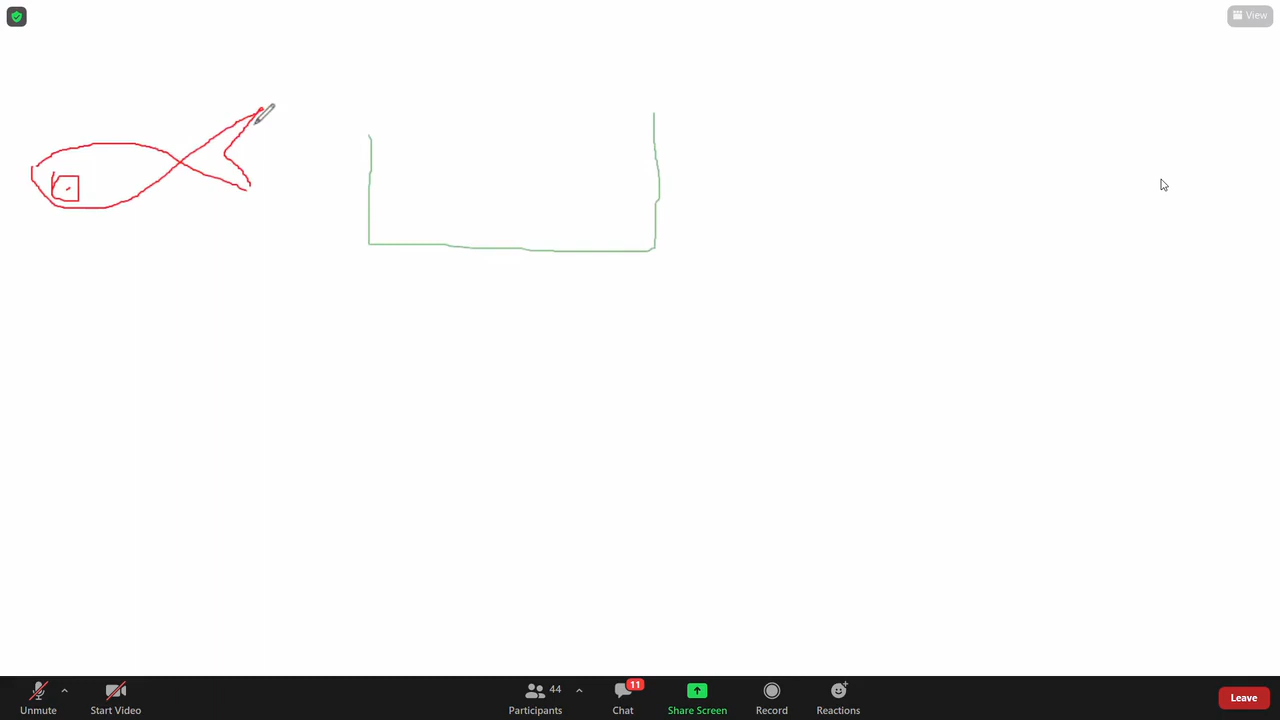 View
Unmute
Start Video
44
Participants
11
Chat
Share Screen
Record
Reactions
Leave